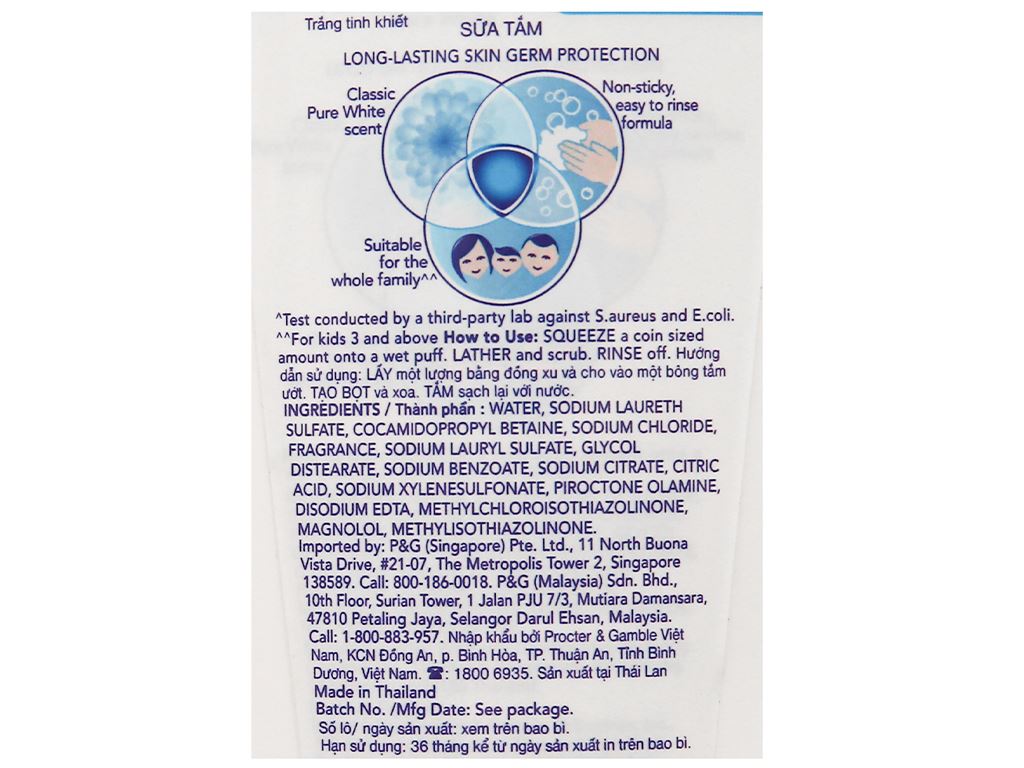 Trắng tinh khiết
SỮA TẮM
LONG-LASTING SKIN GERM PROTECTION
Classic
Pure White
scent
Non-sticky,
easy to rinse
formula
Suitable
for the
whole family^^
^Test conducted by a third-party lab against S.aureus and E.coli.
^^For kids 3 and above How to Use: SQUEEZE a coin sized
amount onto a wet puff. LATHER and scrub. RINSE off. Hướng
dẫn sử dụng: LẤY một lượng bằng đồng xu và cho vào một bông tắm
ướt. TẠO BỌT và xoa. TẮM sạch lại với nước.
INGREDIENTS / Thành phần : WATER, SODIUM LAURETH
SULFATE, COCAMIDOPROPYL BETAINE, SODIUM CHLORIDE,
FRAGRANCE, SODIUM LAURYL SULFATE, GLYCOL
DISTEARATE, SODIUM BENZOATE, SODIUM CITRATE, CITRIC
ACID, SODIUM XYLENESULFONATE, PIROCTONE OLAMINE,
DISODIUM EDTA, METHYLCHLOROISOTHIAZOLINONE,
MAGNOLOL, METHYLISOTHIAZOLINONE.
Imported by: P&G (Singapore) Pte. Ltd., 11 North Buona
Vista Drive, #21-07, The Metropolis Tower 2, Singapore
138589. Call: 800-186-0018. P&G (Malaysia) Sdn. Bhd.,
10th Floor, Surian Tower, 1 Jalan PJU 7/3, Mutiara Damansara,
47810 Petaling Jaya, Selangor Darul Ehsan, Malaysia.
Call: 1-800-883-957. Nhập khẩu bởi Procter & Gamble Việt
Nam, KCN Đồng An, p. Bình Hòa, TP. Thuận An, Tỉnh Bình
Dương, Việt Nam. ☎: 1800 6935. Sản xuất tại Thái Lan
Made in Thailand
Batch No. /Mfg Date: See package.
Số lô/ ngày sản xuất: xem trên bao bì.
Hạn sử dụng: 36 tháng kể từ ngày sản xuất in trên bao bì.